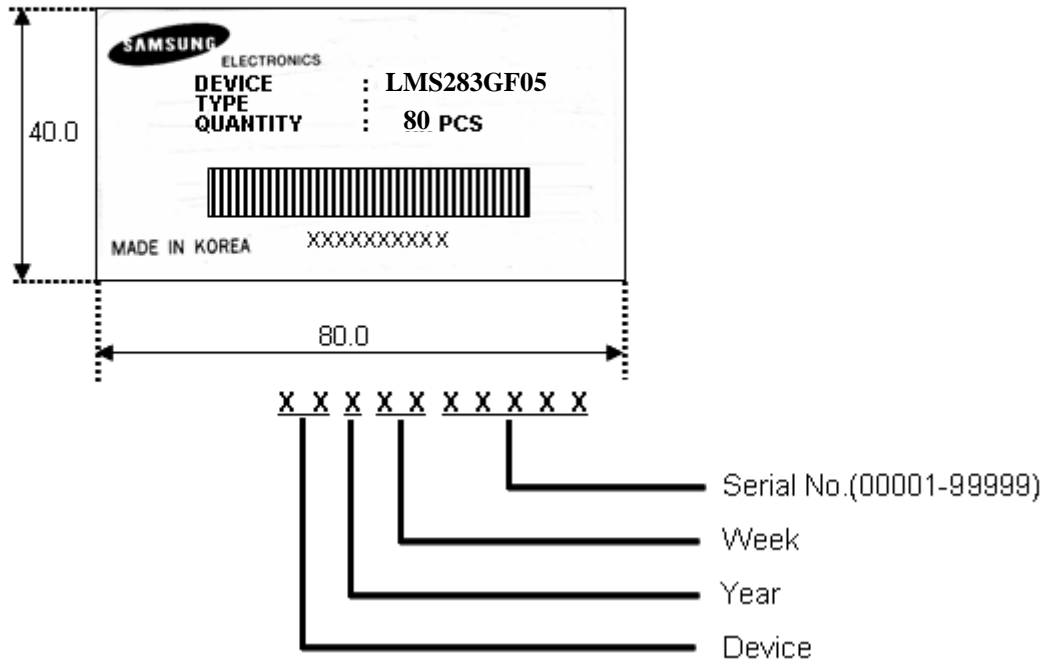 SAMSUNG
ELECTRONICS
DEVICE : LMS283GF05
TYPE :
QUANTITY : 80 PCS
40.0
MADE IN KOREA XXXXXXXXXX
80.0
X X X X X X X X X X
Serial No.(00001-99999)
Week
Year
Device